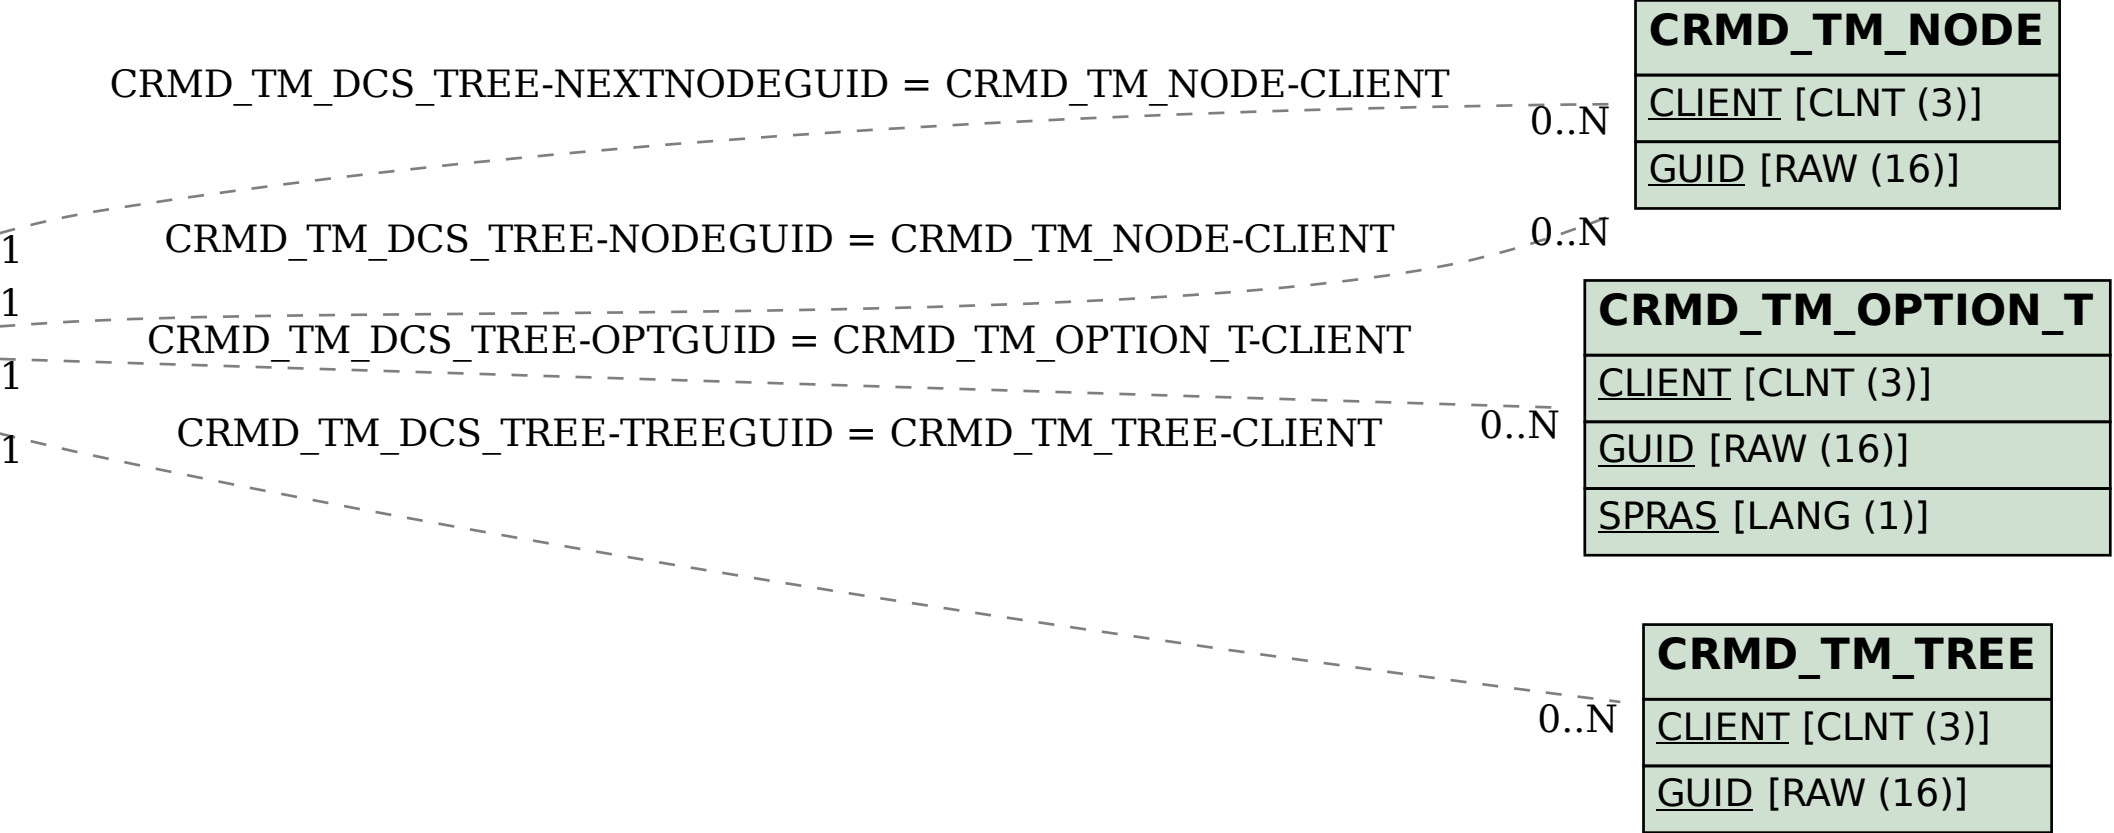 CRMD_TM_NODE
CLIENT [CLNT (3)]
GUID [RAW (16)]
CRMD_TM_DCS_TREE-NEXTNODEGUID = CRMD_TM_NODE-CLIENT
0..N
1
CRMD_TM_DCS_TREE-NODEGUID = CRMD_TM_NODE-CLIENT
0..N
1
CRMD_TM_DCS_TREE-OPTGUID = CRMD_TM_OPTION_T-CLIENT
1
0..N
CRMD_TM_DCS_TREE-TREEGUID = CRMD_TM_TREE-CLIENT
1
0..N
CRMD_TM_OPTION_T
CLIENT [CLNT (3)]
GUID [RAW (16)]
SPRAS [LANG (1)]
CRMD_TM_TREE
CLIENT [CLNT (3)]
GUID [RAW (16)]